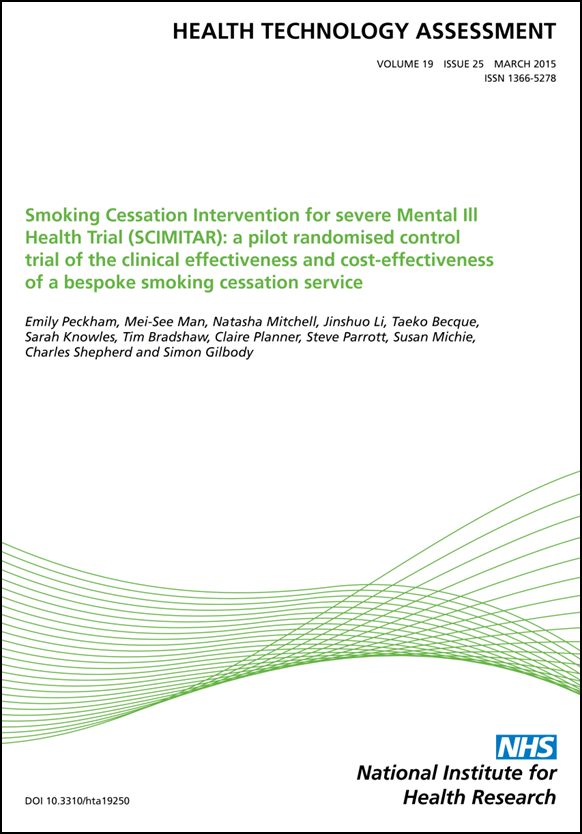 HEALTH TECHNOLOGY ASSESSMENT
VOLUME 19 ISSUE 25 MARCH 2015
ISSN 1366-5278
Smoking Cessation Intervention for severe Mental Ill
Health Trial (SCIMITAR): a pilot randomised control
trial of the clinical effectiveness and cost-effectiveness
of a bespoke smoking cessation service
Emily Peckham, Mei-See Man, Natasha Mitchell, Jinshuo Li, Taeko Becque,
Sarah Knowles, Tim Bradshaw, Claire Planner, Steve Parrott, Susan Michie,
Charles Shepherd and Simon Gilbody
NHS
National Institute for
Health Research
DOI 10.3310/hta19250